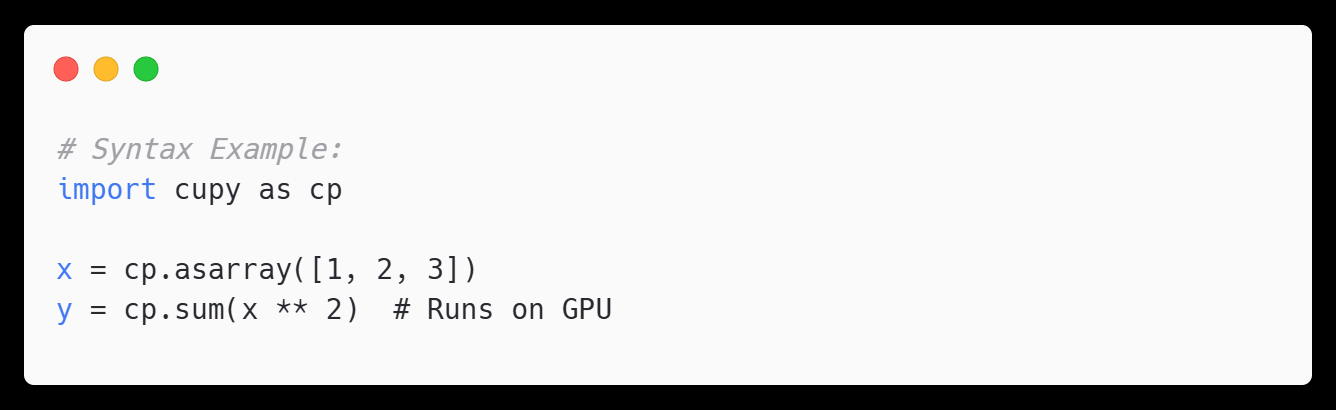 # Syntax Example:
import cupy as cp
x = cp.asarray([1, 2, 3])
y = cp.sum(x ** 2)  # Runs on GPU